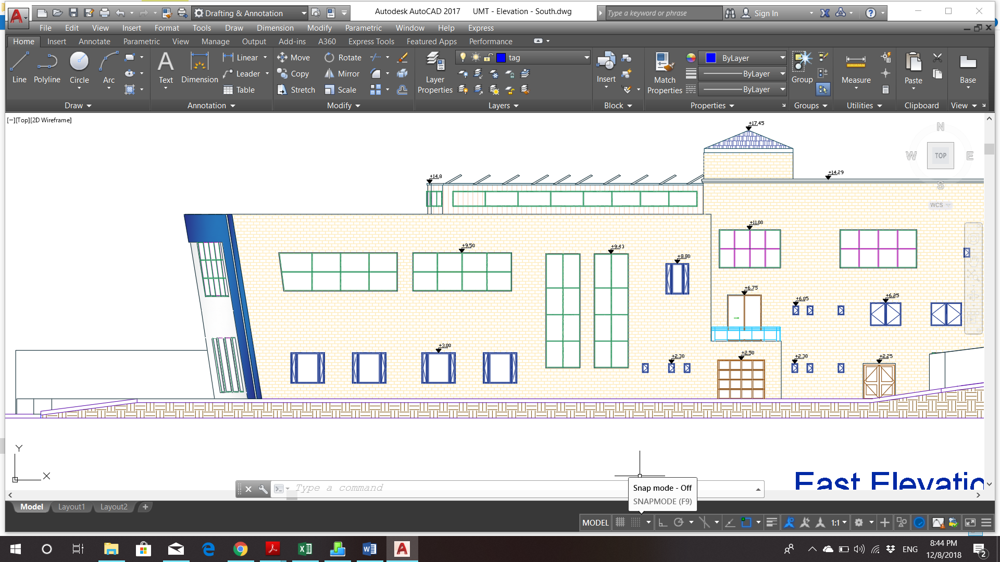 Drafting & Annotation
Autodesk AutoCAD 2017 UMT - Elevation - South.dwg
Type a keyword or phrase
Sign In
File Edit View Insert Format Tools Draw Dimension Modify Parametric Window Help Express
Home Insert Annotate Parametric View Manage Output Add-ins A360 Express Tools Featured Apps Performance
Line
Polyline
Circle
Arc
Draw
Text
Dimension
Linear
Leader
Table
Annotation
Move
Rotate
Copy
Mirror
Stretch
Scale
Modify
Layer
Properties
tag
Layers
Insert
Block
Match
Properties
ByLayer
ByLayer
ByLayer
Properties
Group
Groups
Measure
Utilities
Paste
Clipboard
Base
View
[−][Top][2D Wireframe]
+17.45
N
W
TOP
E
S
WCS
+14.8
+14.29
+11.00
+9.50
+9.43
+8.80
+6.75
+6.05
+6.25
+3.00
+2.30
+2.50
+2.30
+2.25
Y
X
East Elevatio
Type a command
Snap mode - Off
SNAPMODE (F9)
Model Layout1 Layout2 +
MODEL
1:1
ENG
8:44 PM
12/8/2018
2